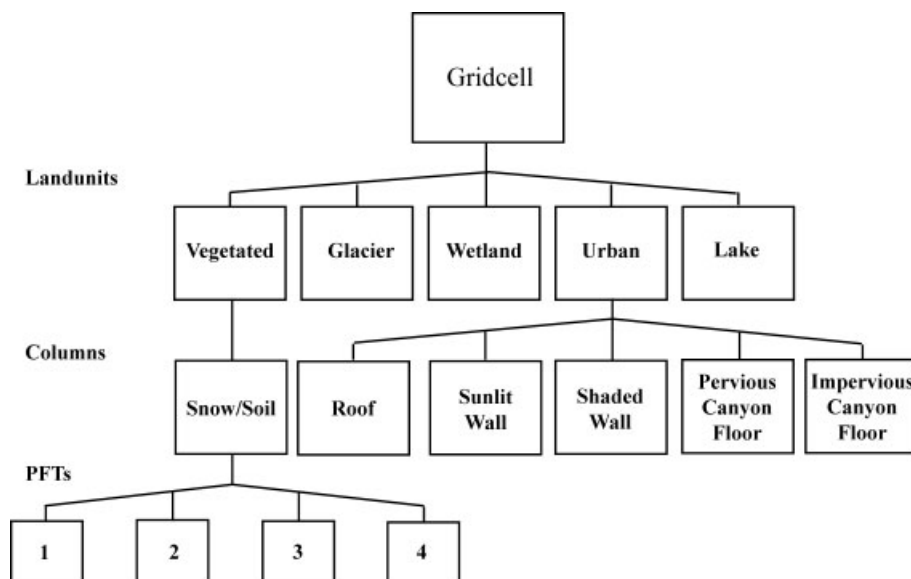 Gridcell
Landunits
Vegetated
Glacier
Wetland
Urban
Lake
Columns
Snow/Soil
Roof
Sunlit
Wall
Shaded
Wall
Pervious
Canyon
Floor
Impervious
Canyon
Floor
PFTs
1
2
3
4